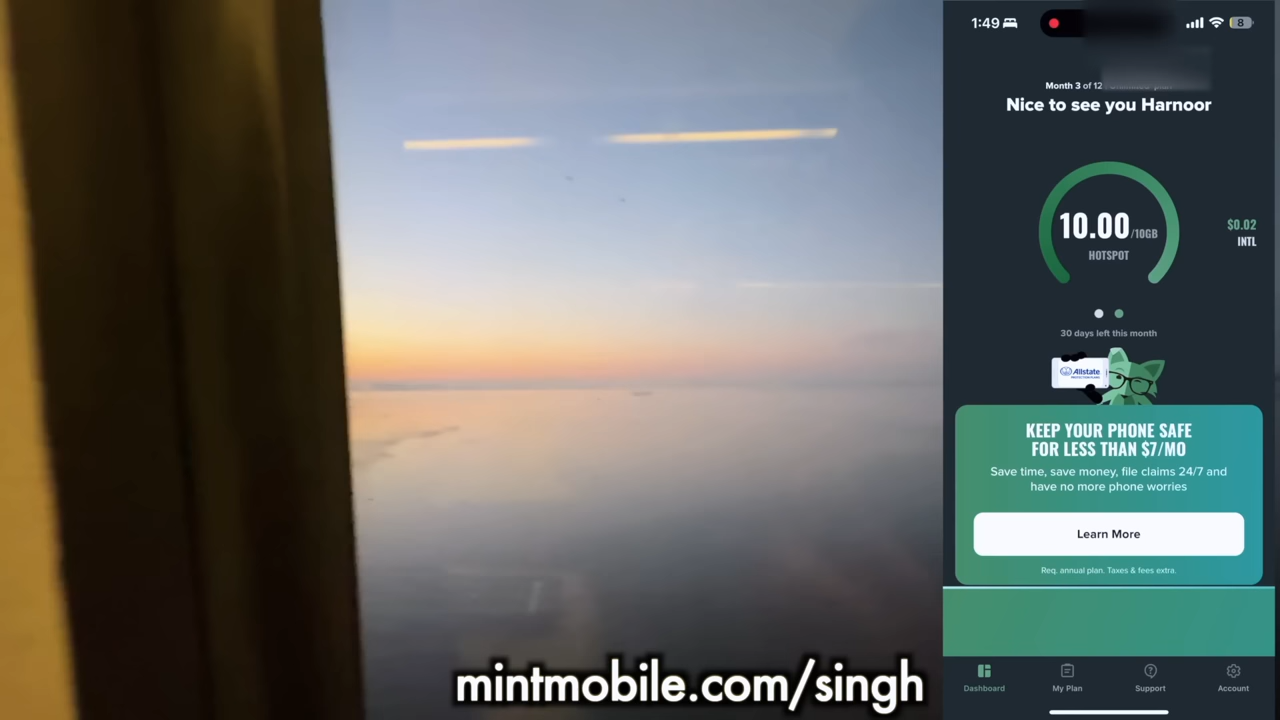 1:49
8
Month 3 of 12
Nice to see you Harnoor
10.00/10GB
HOTSPOT
$0.02
INTL
30 days left this month
Allstate
KEEP YOUR PHONE SAFE
FOR LESS THAN $7/MO
Save time, save money, file claims 24/7 and
have no more phone worries
Learn More
Req. annual plan. Taxes & fees extra.
mintmobile.com/singh
Dashboard
My Plan
Support
Account